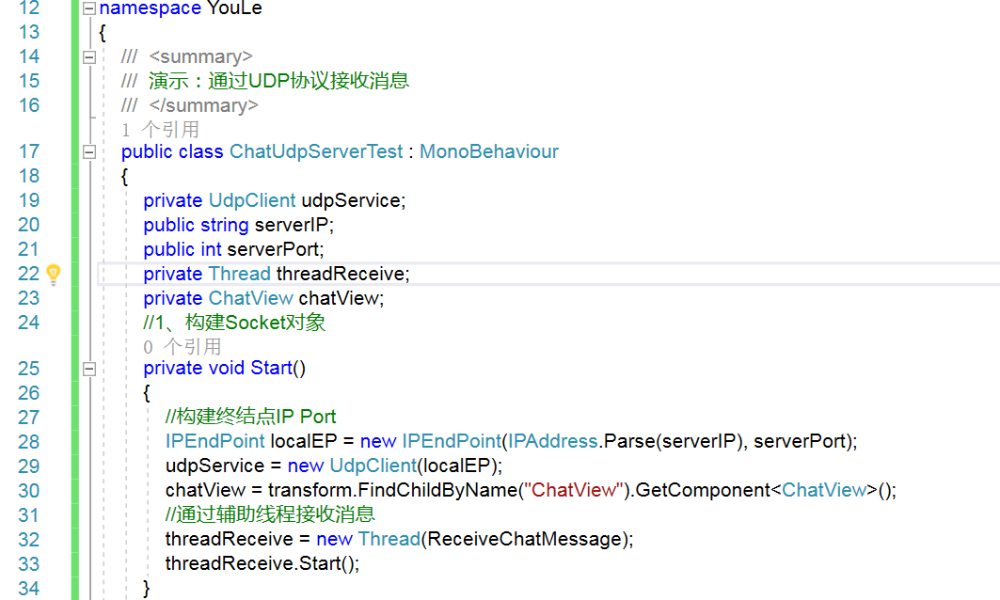 12 namespace YouLe
13 {
14 /// <summary>
15 /// 演示：通过UDP协议接收消息
16 /// </summary>
1 个引用
17 public class ChatUdpServerTest : MonoBehaviour
18 {
19 private UdpClient udpService;
20 public string serverIP;
21 public int serverPort;
22 private Thread threadReceive;
23 private ChatView chatView;
24 //1、构建Socket对象
0 个引用
25 private void Start()
26 {
27 //构建终结点IP Port
28 IPEndPoint localEP = new IPEndPoint(IPAddress.Parse(serverIP), serverPort);
29 udpService = new UdpClient(localEP);
30 chatView = transform.FindChildByName("ChatView").GetComponent<ChatView>();
31 //通过辅助线程接收消息
32 threadReceive = new Thread(ReceiveChatMessage);
33 threadReceive.Start();
34 }